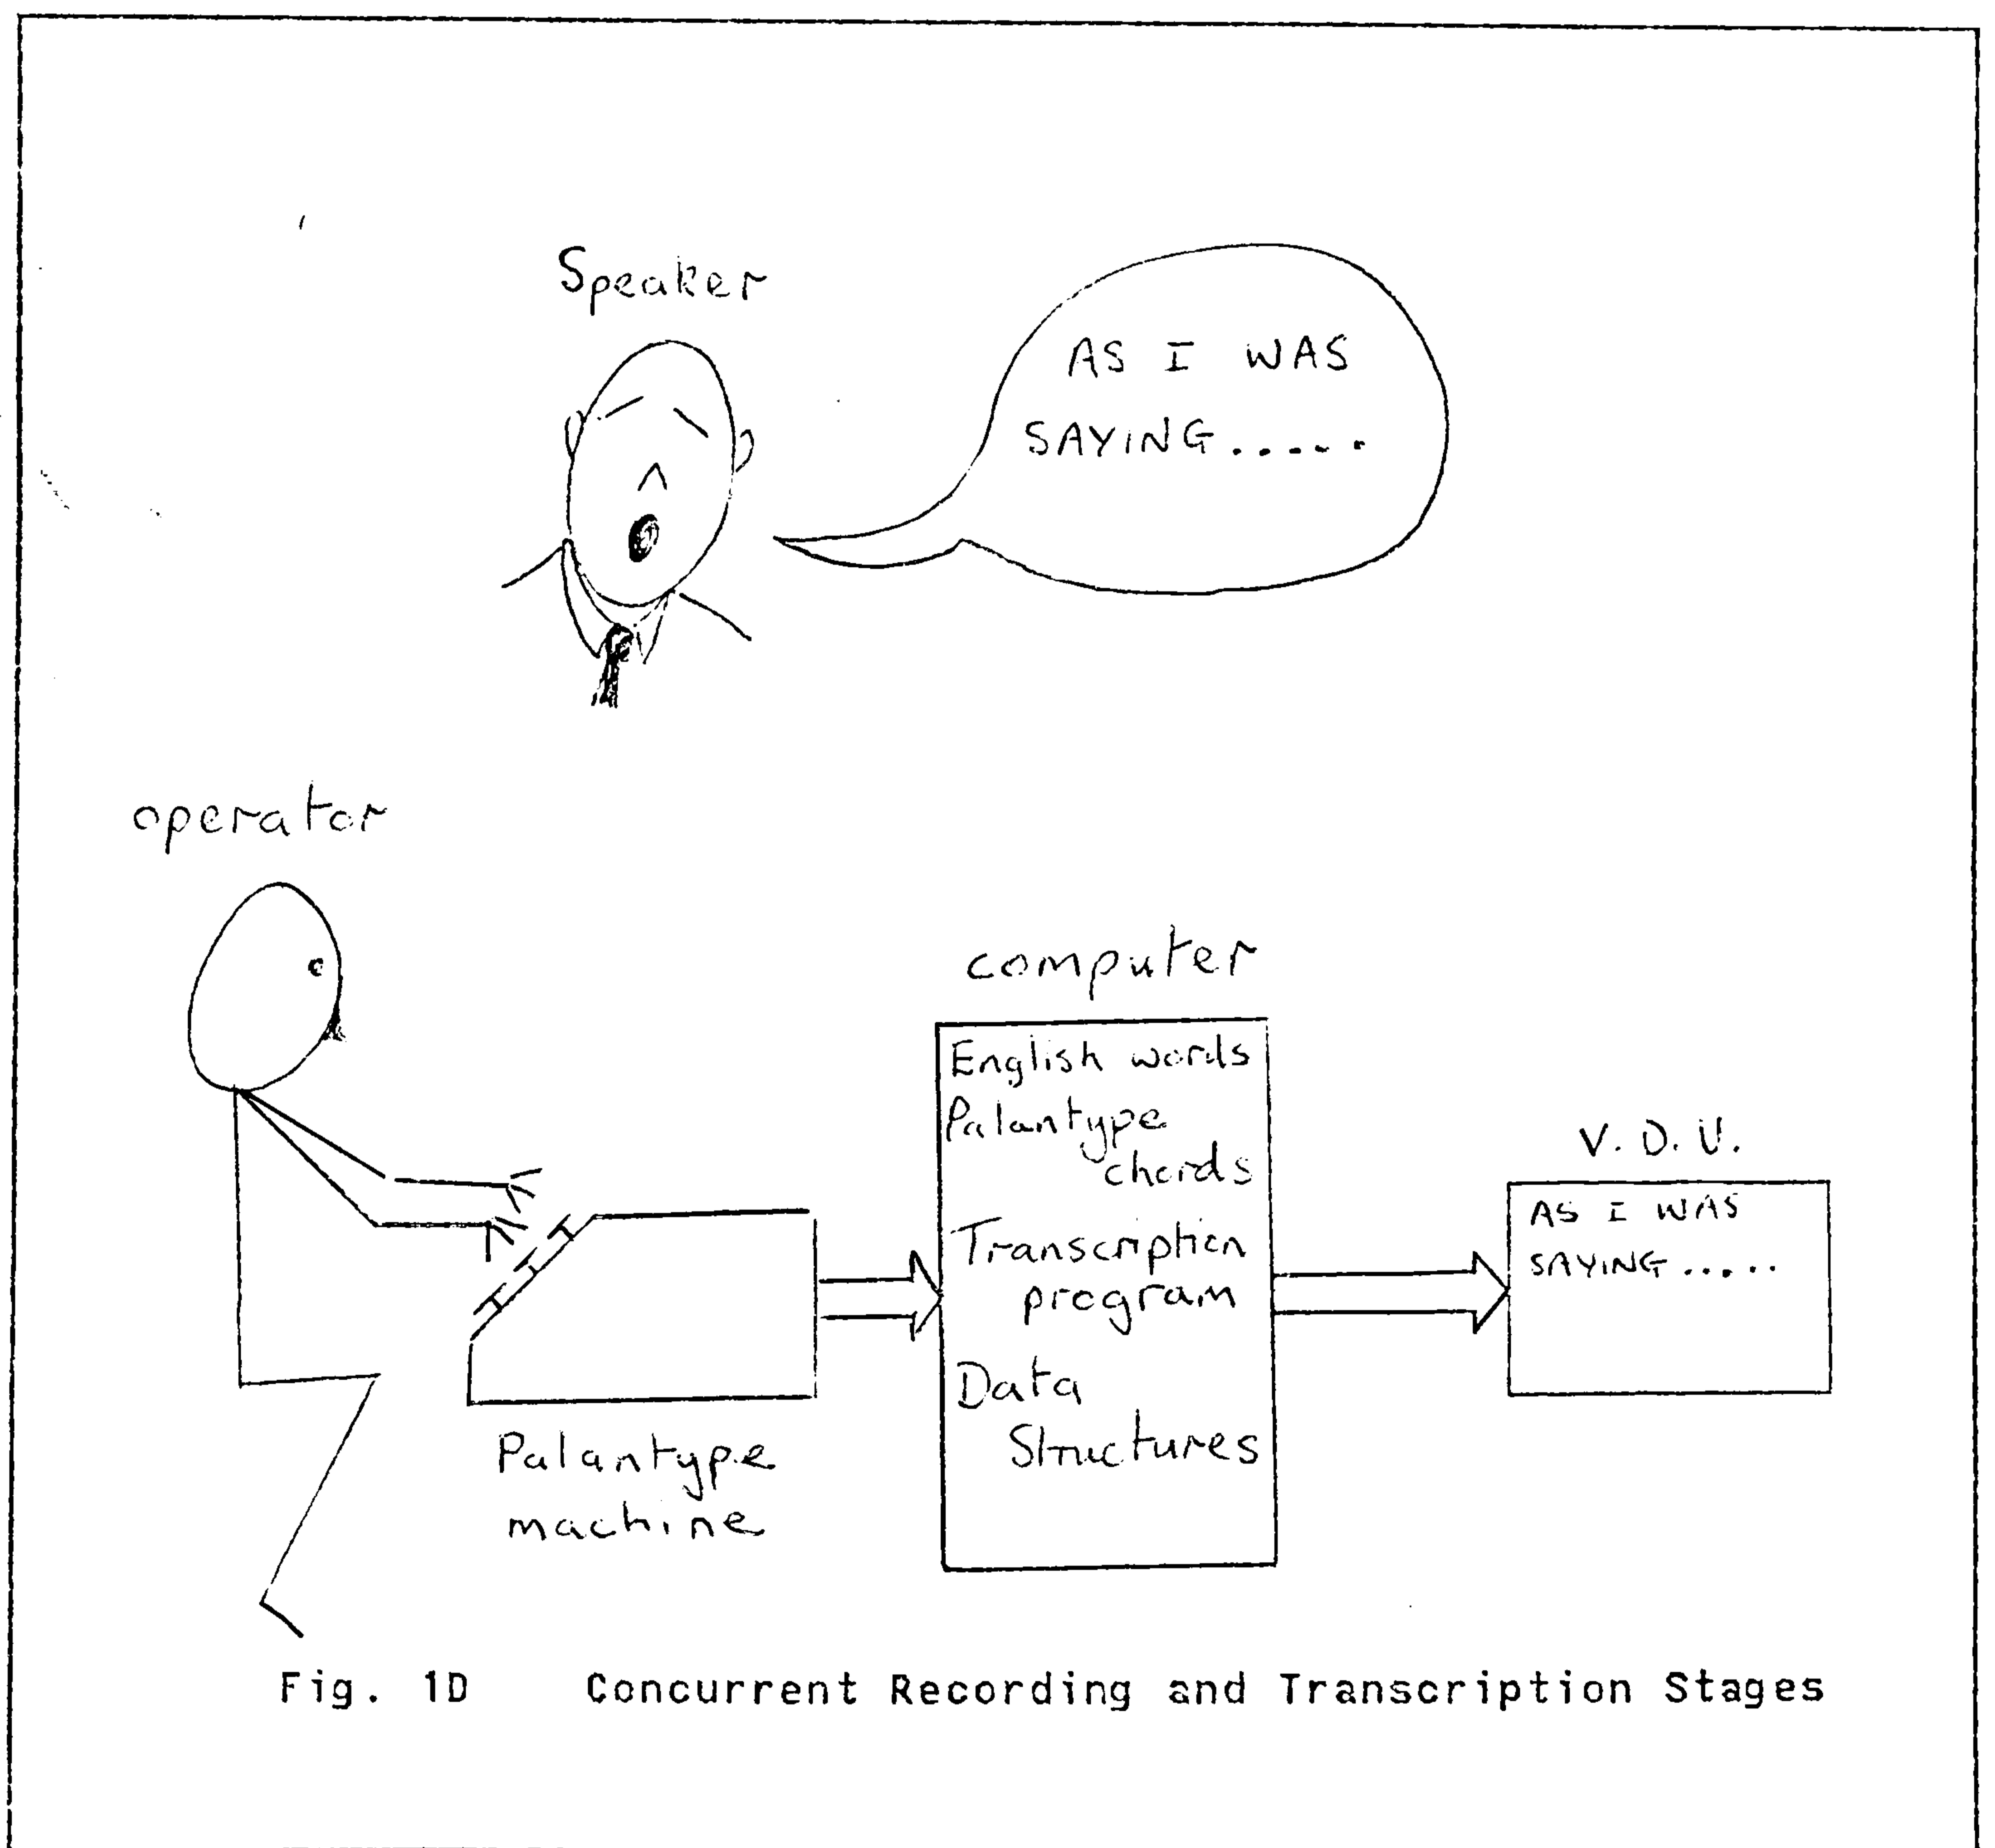 Speaker
AS I WAS
SAYING.....
operator
computer
English words
Palantype
chords
Transcription
program
Data
Structures
V.D.U.
AS I WAS
SAYING.....
Palantype
machine
Fig. 1D Concurrent Recording and Transcription Stages